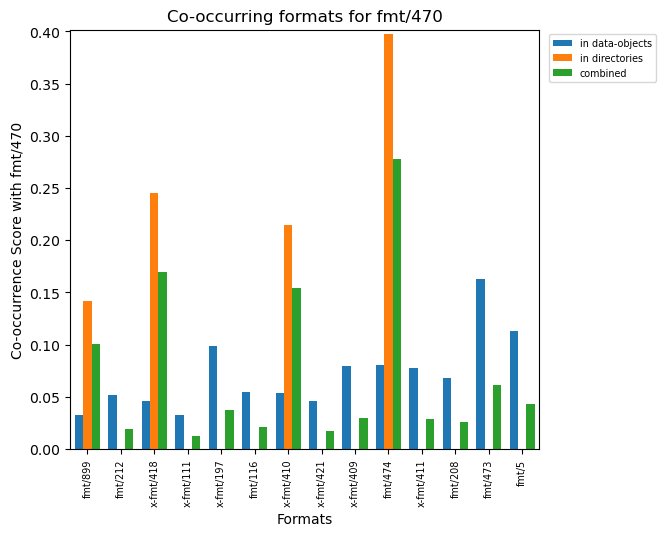 Co-occurring formats for fmt/470
in data-objects
in directories
combined
Co-occurrence Score with fmt/470
0.40
0.35
0.30
0.25
0.20
0.15
0.10
0.05
0.00
fmt/899
fmt/212
x-fmt/418
x-fmt/111
x-fmt/197
fmt/116
x-fmt/410
x-fmt/421
x-fmt/409
fmt/474
x-fmt/411
fmt/208
fmt/473
fmt/5
Formats